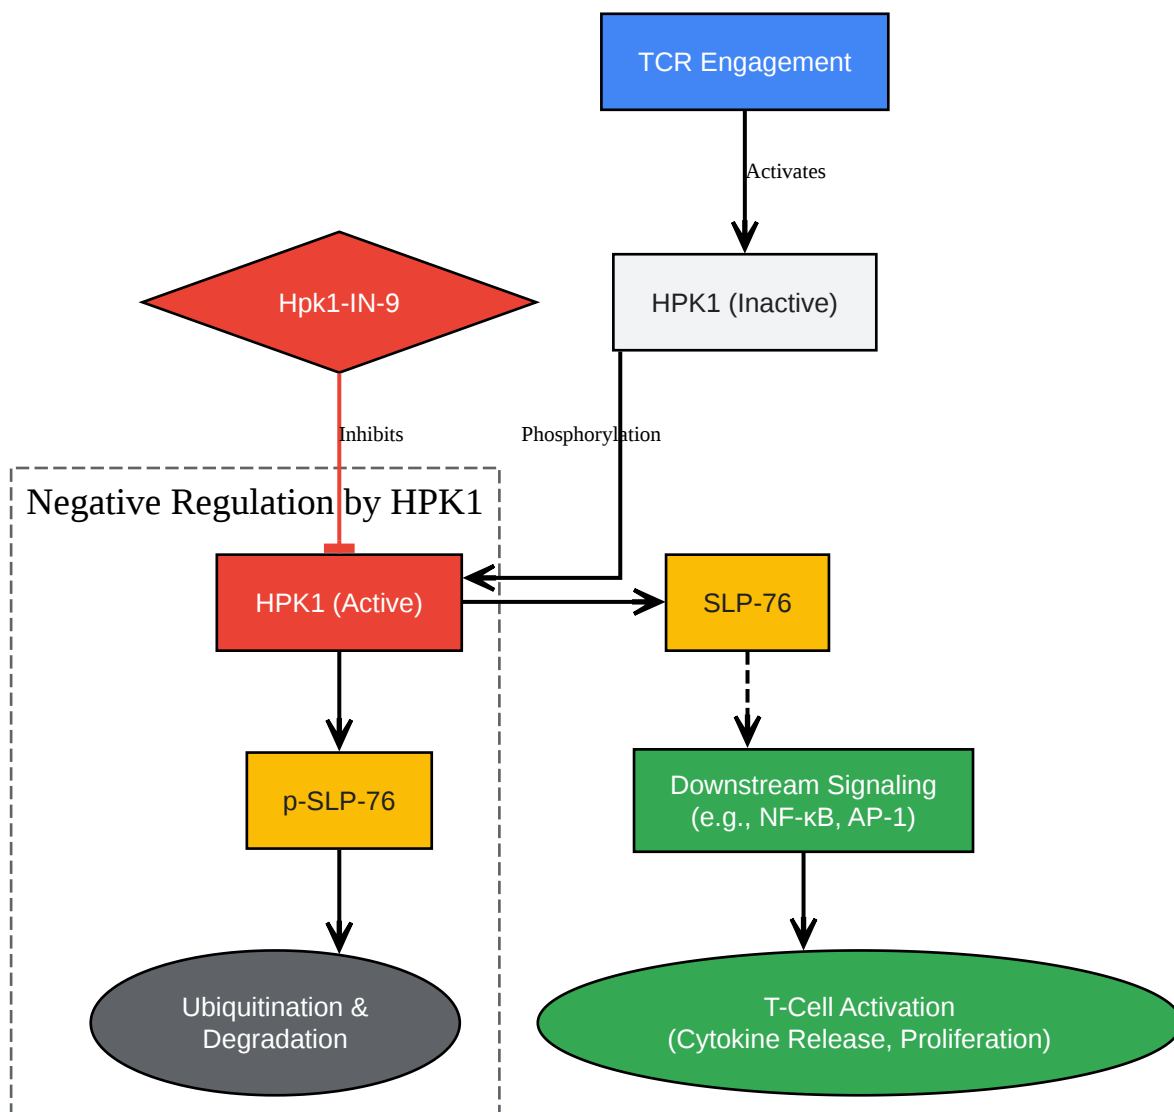 TCR Engagement
Activates
Hpk1-IN-9
HPK1 (Inactive)
Inhibits
Phosphorylation
Negative Regulation by HPK1
HPK1 (Active)
SLP-76
p-SLP-76
Downstream Signaling
(e.g., NF-κB, AP-1)
Ubiquitination &
Degradation
T-Cell Activation
(Cytokine Release, Proliferation)